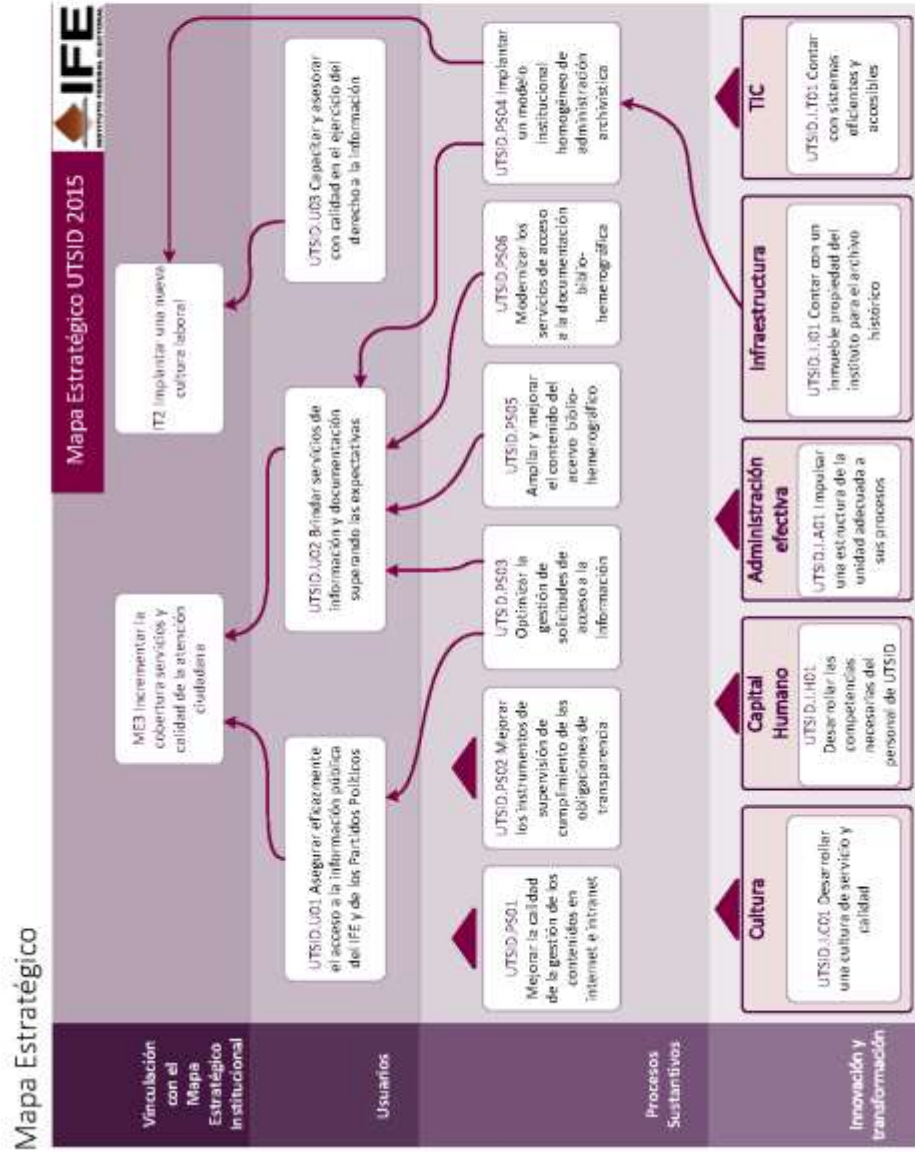 Mapa Estratégico
Mapa Estratégico UTSID 2015
IFE
INSTITUTO FEDERAL ELECTORAL
Vinculación
con el
Mapa
Estratégico
Institucional
ME3 Incrementar la
cobertura servicios y
calidad de la atención
ciudadana
IT2 Implantar una nueva
cultura laboral
Usuarios
UTSID.U01 Asegurar eficazmente
el acceso a la información pública
del IFE y de los Partidos Políticos
UTSID.U02 Brindar servicios de
información y documentación
superando las expectativas
UTSID.U03 Capacitar y asesorar
con calidad en el ejercicio del
derecho a la información
Procesos
Sustantivos
UTSID.PS01
Mejorar la calidad
de la gestión de los
contenidos en
internet e intranet
UTSID.PS02 Mejorar
los instrumentos de
supervisión de
cumplimiento de las
obligaciones de
transparencia
UTSID.PS03
Optimizar la
gestión de
solicitudes de
acceso a la
información
UTSID.PS05
Ampliar y mejorar
el contenido del
acervo biblio-
hemerográfico
UTSID.PS06
Modernizar los
servicios de acceso
a la documentación
biblio-
hemerográfica
UTSID.PS04 Implantar
un modelo
institucional
homogéneo de
administración
archivística
Innovación y
transformación
Cultura
UTSID.I.C01 Desarrollar
una cultura de servicio y
calidad
Capital
Humano
UTSID.I.H01
Desarrollar las
competencias
necesarias del
personal de UTSID
Administración
efectiva
UTSID.I.A01 Impulsar
una estructura de la
unidad adecuada a
sus procesos
Infraestructura
UTSID.I.I01 Contar con un
inmueble propiedad del
instituto para el archivo
histórico
TIC
UTSID.I.T01 Contar
con sistemas
eficientes y
accesibles